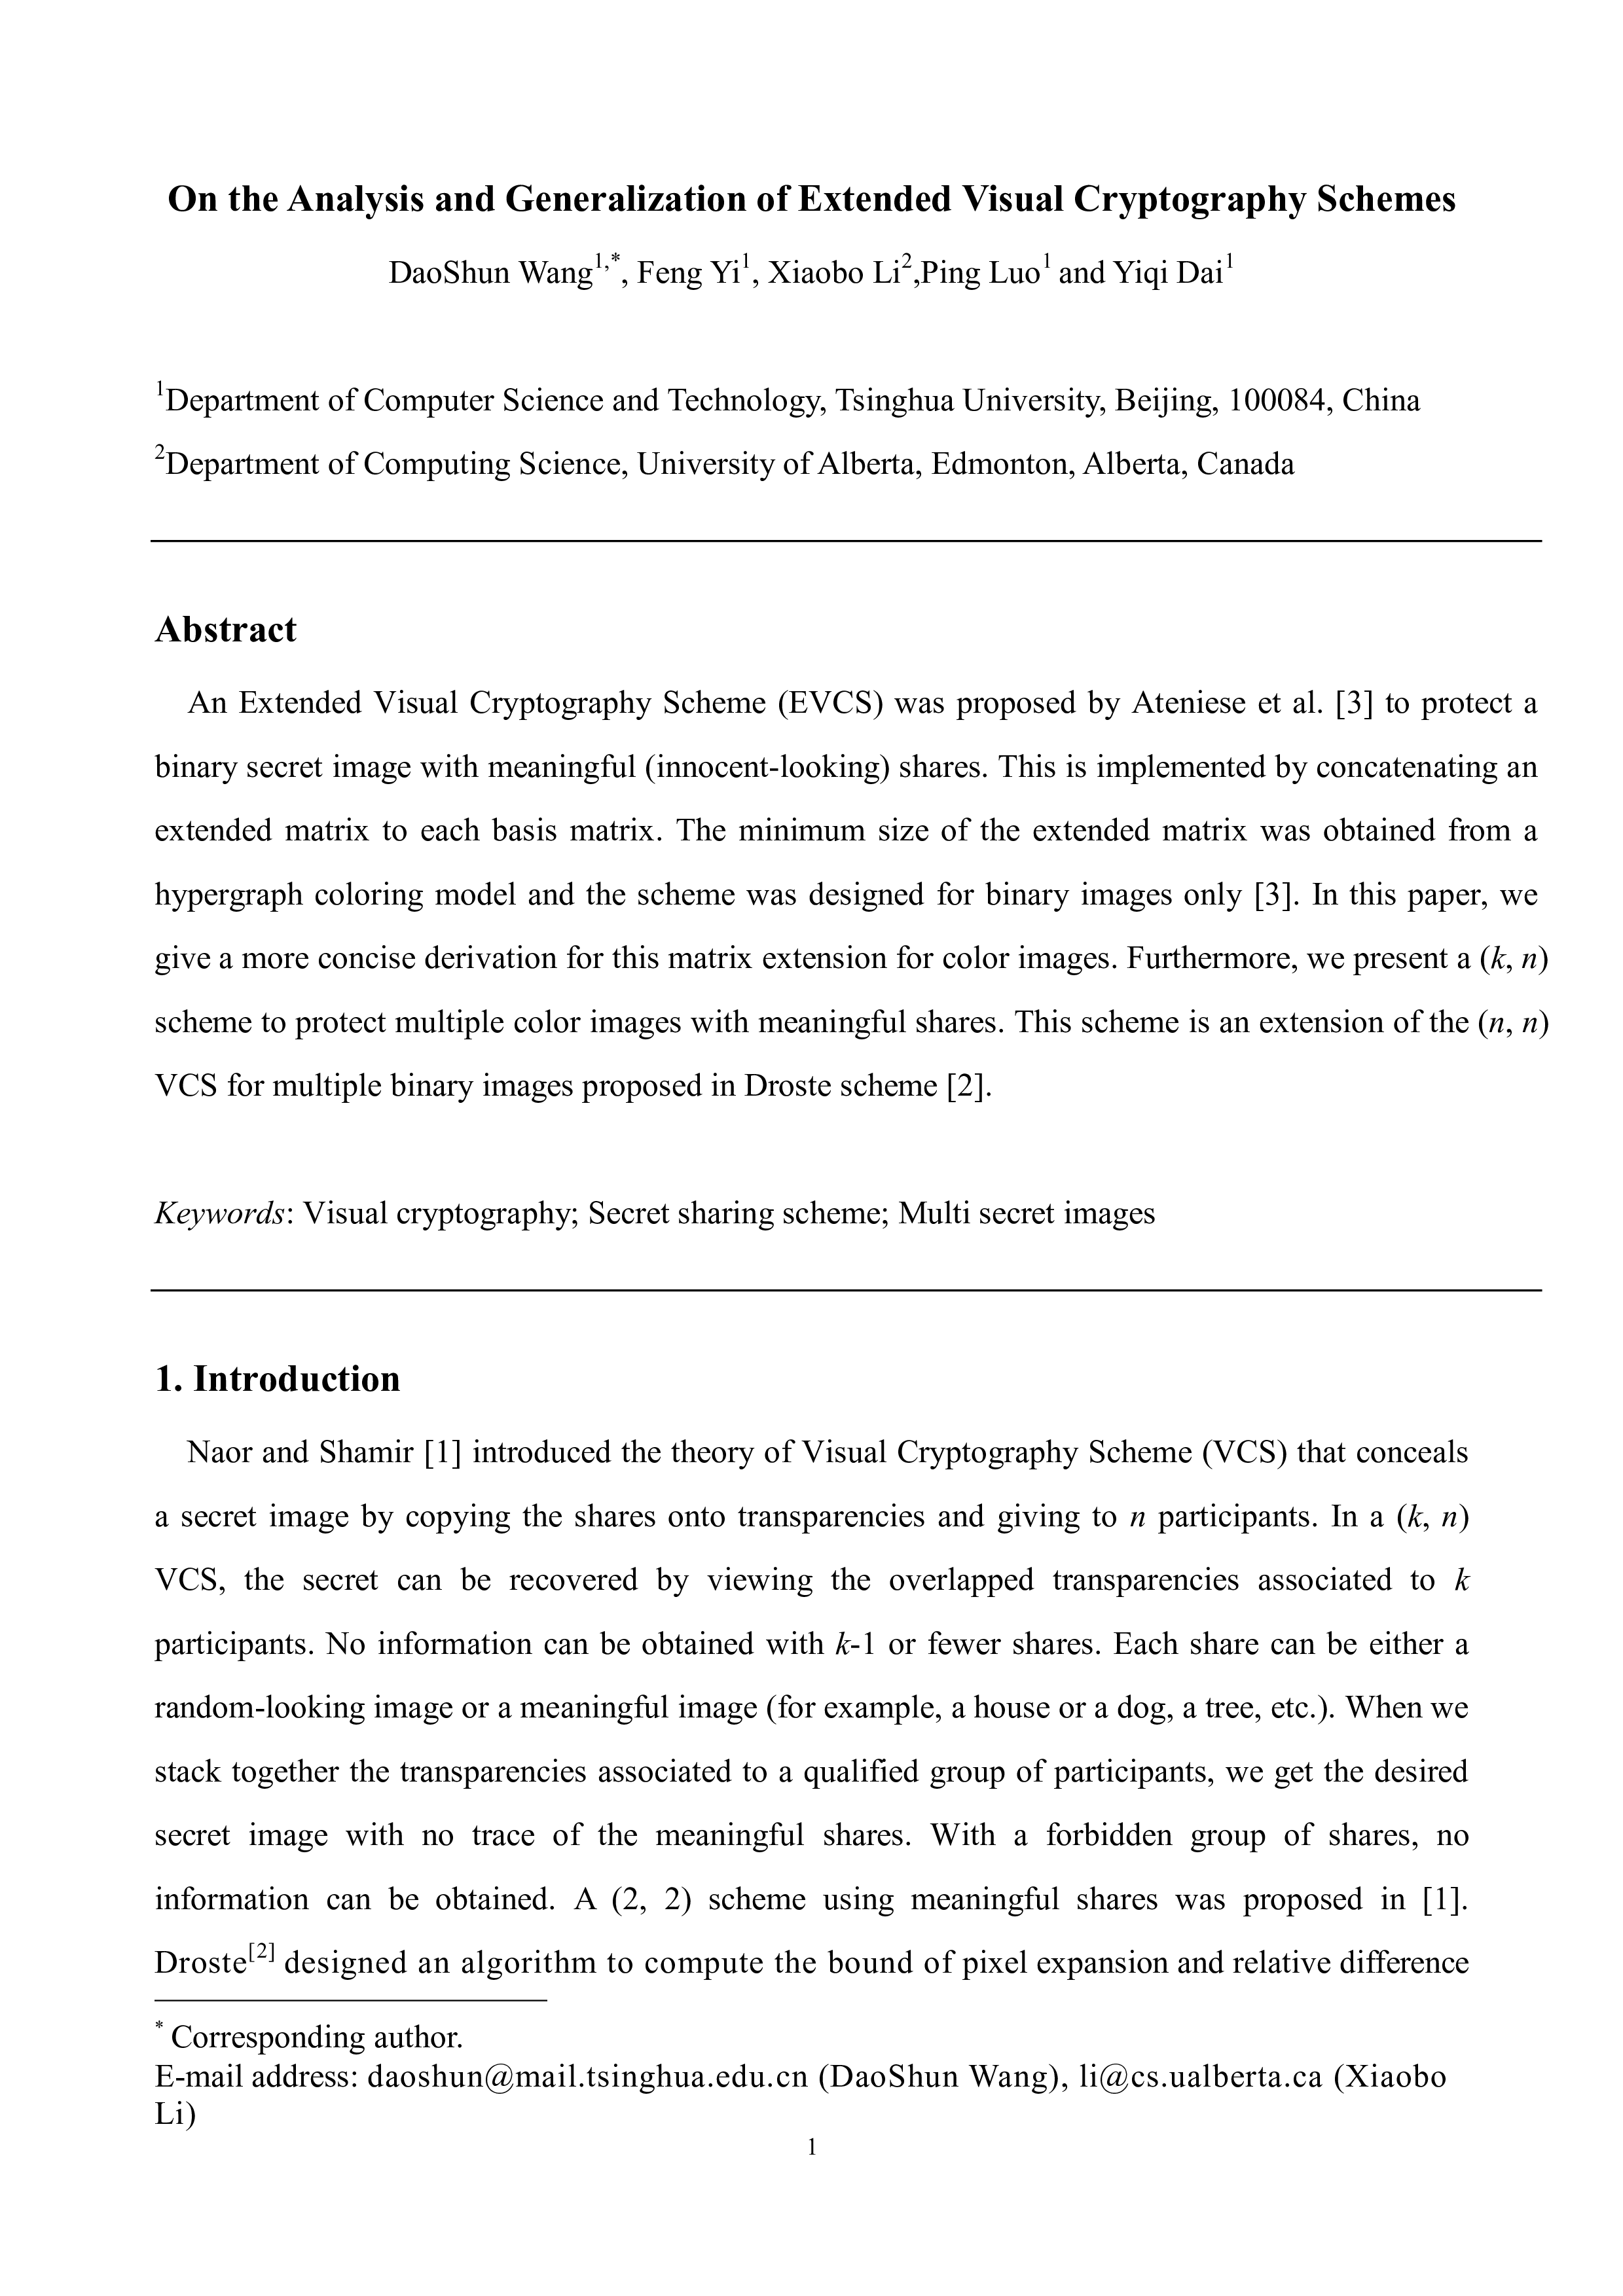 On the Analysis and Generalization of Extended Visual Cryptography Schemes
DaoShun Wang1,*, Feng Yi1, Xiaobo Li2,Ping Luo1 and Yiqi Dai1
1Department of Computer Science and Technology, Tsinghua University, Beijing, 100084, China
2Department of Computing Science, University of Alberta, Edmonton, Alberta, Canada
Abstract
An Extended Visual Cryptography Scheme (EVCS) was proposed by Ateniese et al. [3] to protect a
binary secret image with meaningful (innocent-looking) shares. This is implemented by concatenating an
extended matrix to each basis matrix. The minimum size of the extended matrix was obtained from a
hypergraph coloring model and the scheme was designed for binary images only [3]. In this paper, we
give a more concise derivation for this matrix extension for color images. Furthermore, we present a (k, n)
scheme to protect multiple color images with meaningful shares. This scheme is an extension of the (n, n)
VCS for multiple binary images proposed in Droste scheme [2].
Keywords: Visual cryptography; Secret sharing scheme; Multi secret images
1. Introduction
Naor and Shamir [1] introduced the theory of Visual Cryptography Scheme (VCS) that conceals
a secret image by copying the shares onto transparencies and giving to n participants. In a (k, n)
VCS, the secret can be recovered by viewing the overlapped transparencies associated to k
participants. No information can be obtained with k-1 or fewer shares. Each share can be either a
random-looking image or a meaningful image (for example, a house or a dog, a tree, etc.). When we
stack together the transparencies associated to a qualified group of participants, we get the desired
secret image with no trace of the meaningful shares. With a forbidden group of shares, no
information can be obtained. A (2, 2) scheme using meaningful shares was proposed in [1].
Droste[2] designed an algorithm to compute the bound of pixel expansion and relative difference
* Corresponding author.
E-mail address: daoshun@mail.tsinghua.edu.cn (DaoShun Wang), li@cs.ualberta.ca (Xiaobo
Li)
1